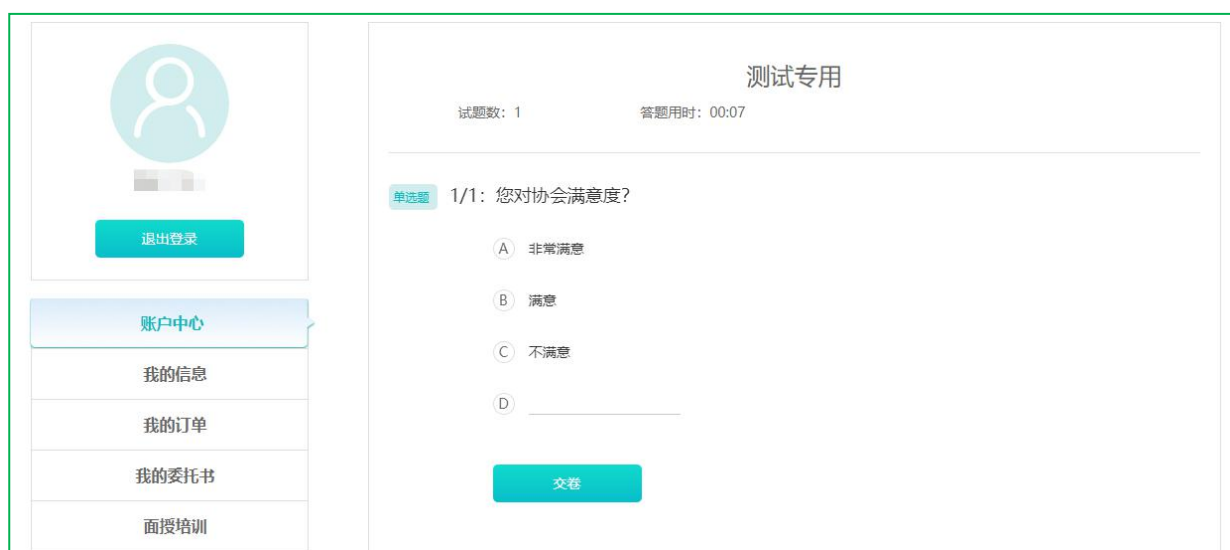 退出登录
账户中心
我的信息
我的订单
我的委托书
面授培训
测试专用
试题数：1 答题用时：00:07
单选题 1/1：您对协会满意度？
A 非常满意
B 满意
C 不满意
D
交卷